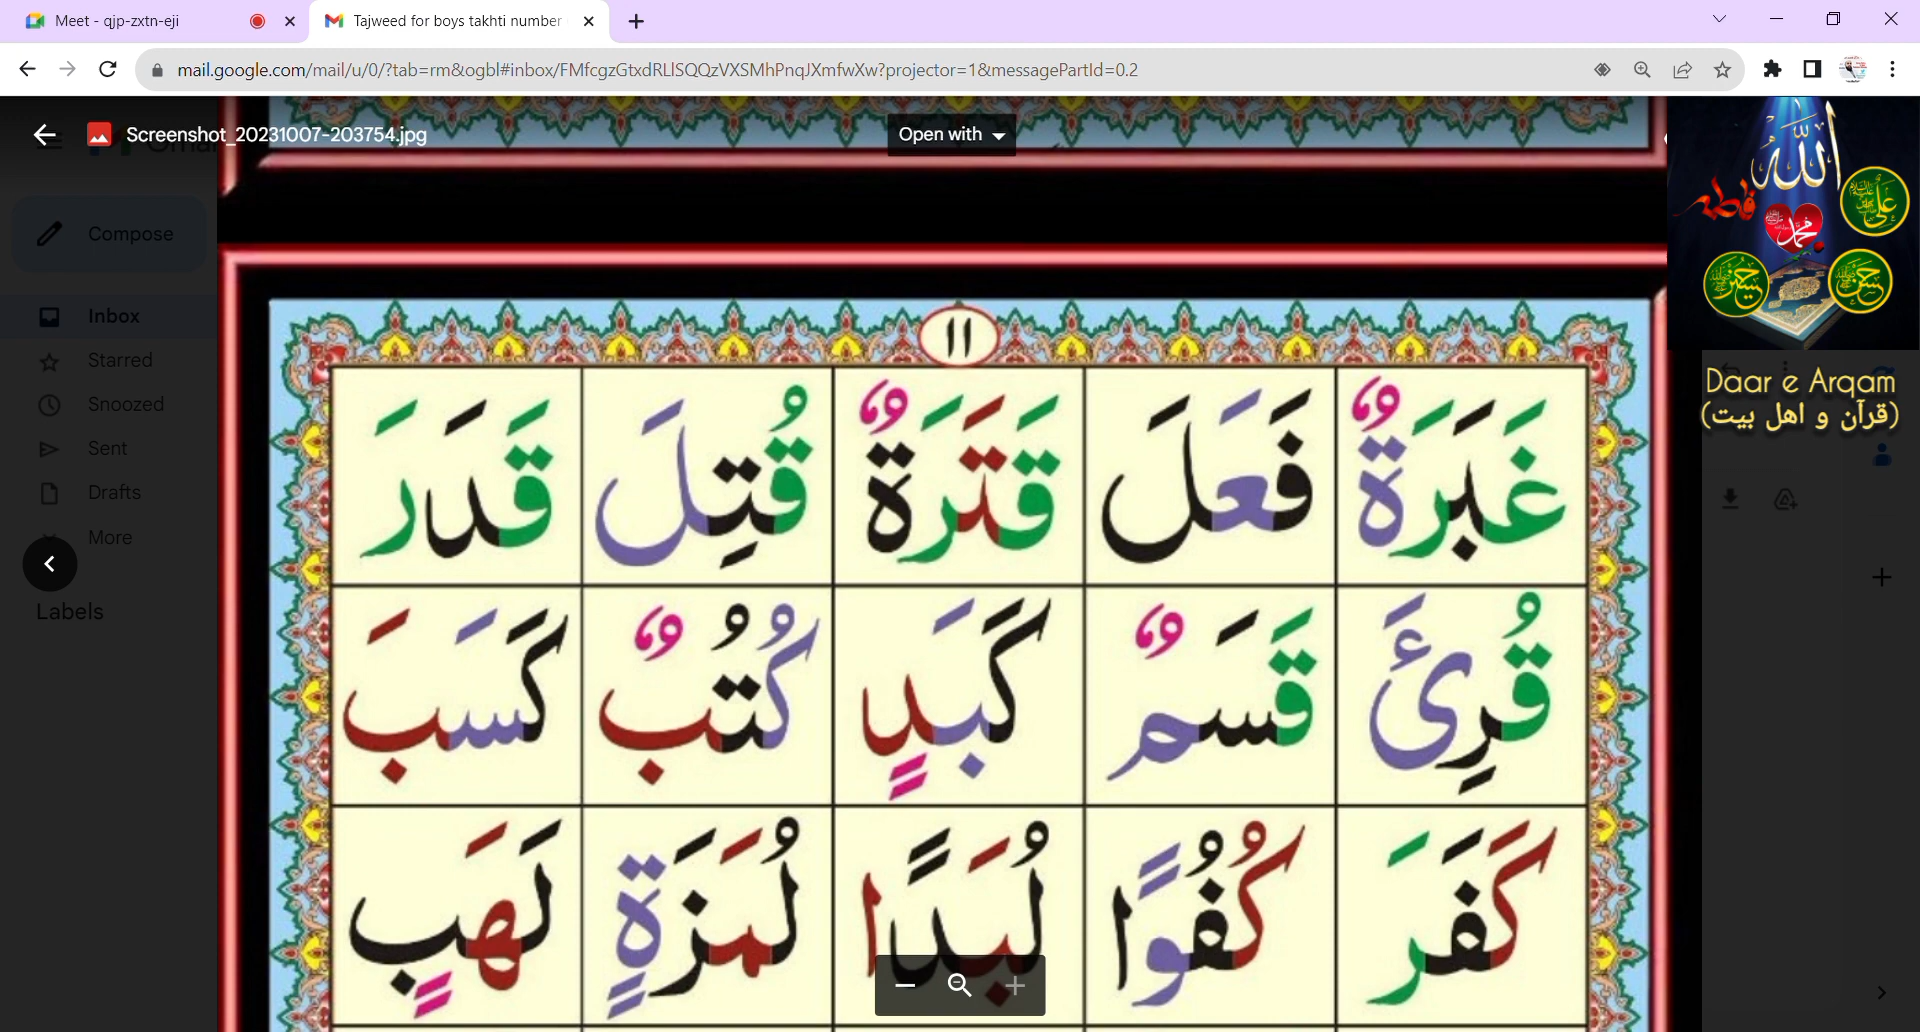 Meet - qjp-zxtn-eji
Tajweed for boys takhti number
mail.google.com/mail/u/0/?tab=rm&ogbl#inbox/FMfcgzGtxdRLlSQQzVXSMhPnqJXmfwXw?projector=1&messagePartId=0.2
Screenshot_20231007-203754.jpg
Open with
Compose
Inbox
Starred
Snoozed
Sent
Drafts
More
Labels
الله
فاطمہ
علی
محمد
حسین
حسن
Daar e Arqam
(قرآن و اهل بیت)
۱۱
غَبَرَةٌ فَعَلَ قَتَرَةٌ قُتِلَ قَدَرَ
قُرِئَ قَسَمٌ كَبَدٍ كُتُبٌ كَسَبَ
كَفَرَ كُفُوًا لُبَدًا لُمَزَةٍ لَهَبٍ